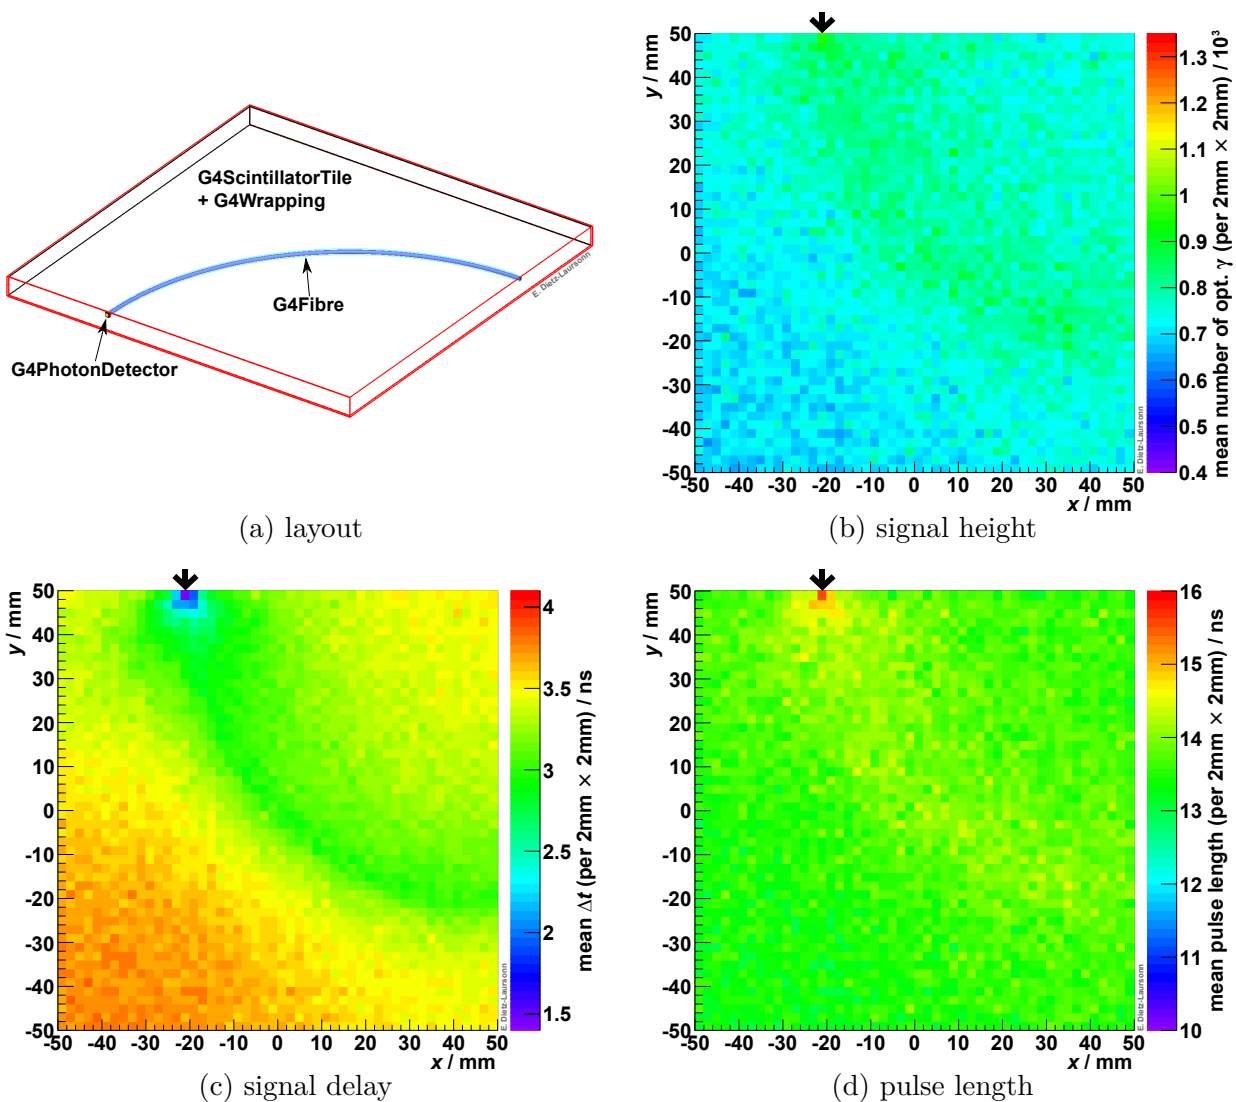 G4ScintillatorTile
+ G4Wrapping
G4Fibre
E. Dietz-Laursonn
G4PhotonDetector
(a) layout
y / mm
50
40
30
20
10
0
-10
-20
-30
-40
-50
-50 -40 -30 -20 -10 0 10 20 30 40 50
x / mm
E. Dietz-Laursonn
1.3
1.2
1.1
1
0.9
0.8
0.7
0.6
0.5
0.4
mean number of opt. γ (per 2mm × 2mm) / 10³
(b) signal height
y / mm
50
40
30
20
10
0
-10
-20
-30
-40
-50
-50 -40 -30 -20 -10 0 10 20 30 40 50
x / mm
E. Dietz-Laursonn
4
3.5
3
2.5
2
1.5
mean Δt (per 2mm × 2mm) / ns
(c) signal delay
y / mm
50
40
30
20
10
0
-10
-20
-30
-40
-50
-50 -40 -30 -20 -10 0 10 20 30 40 50
x / mm
E. Dietz-Laursonn
16
15
14
13
12
11
10
mean pulse length (per 2mm × 2mm) / ns
(d) pulse length